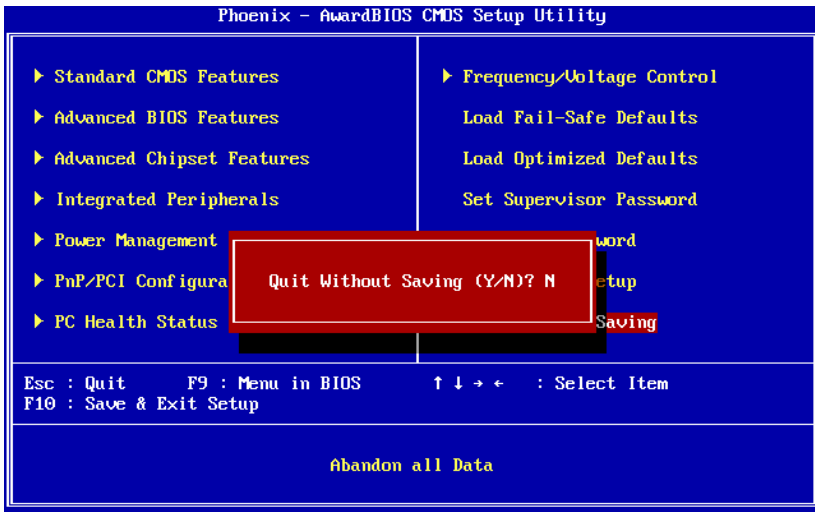 Phoenix - AwardBIOS CMOS Setup Utility
Standard CMOS Features
Advanced BIOS Features
Advanced Chipset Features
Integrated Peripherals
Power Management
PnP/PCI Configura
PC Health Status
Frequency/Voltage Control
Load Fail-Safe Defaults
Load Optimized Defaults
Set Supervisor Password
word
etup
Saving
Quit Without Saving (Y/N)? N
Esc : Quit F9 : Menu in BIOS ↑ ↓ → ← : Select Item
F10 : Save & Exit Setup
Abandon all Data